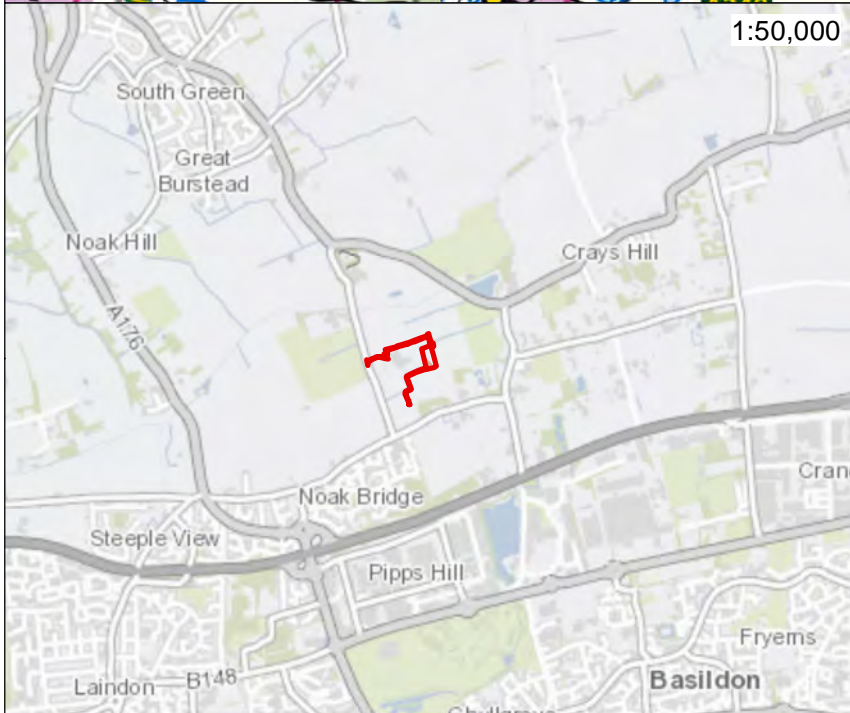 1:50,000
South Green
Great
Burstead
Noak Hill
Crays Hill
A176
Noak Bridge
Cran
Steeple View
Pipps Hill
Fryerns
Laindon
B148
Basildon